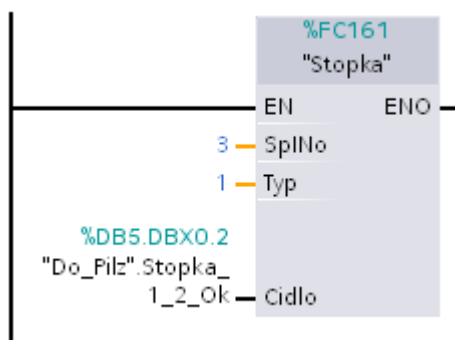 %FC161
"Stopka"
EN ENO
3 SplNo
1 Typ
%DB5.DBX0.2
"Do_Pilz".Stopka_
1_2_Ok Cidlo